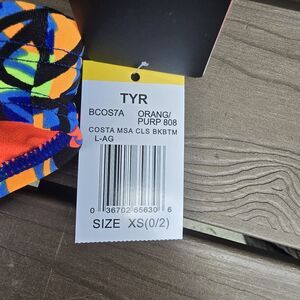 TYR
BCOS7A ORANG/
PURP 808
COSTA MSA CLS BKBTM
L-AG
0 36702 65630 6
SIZE XS(0/2)